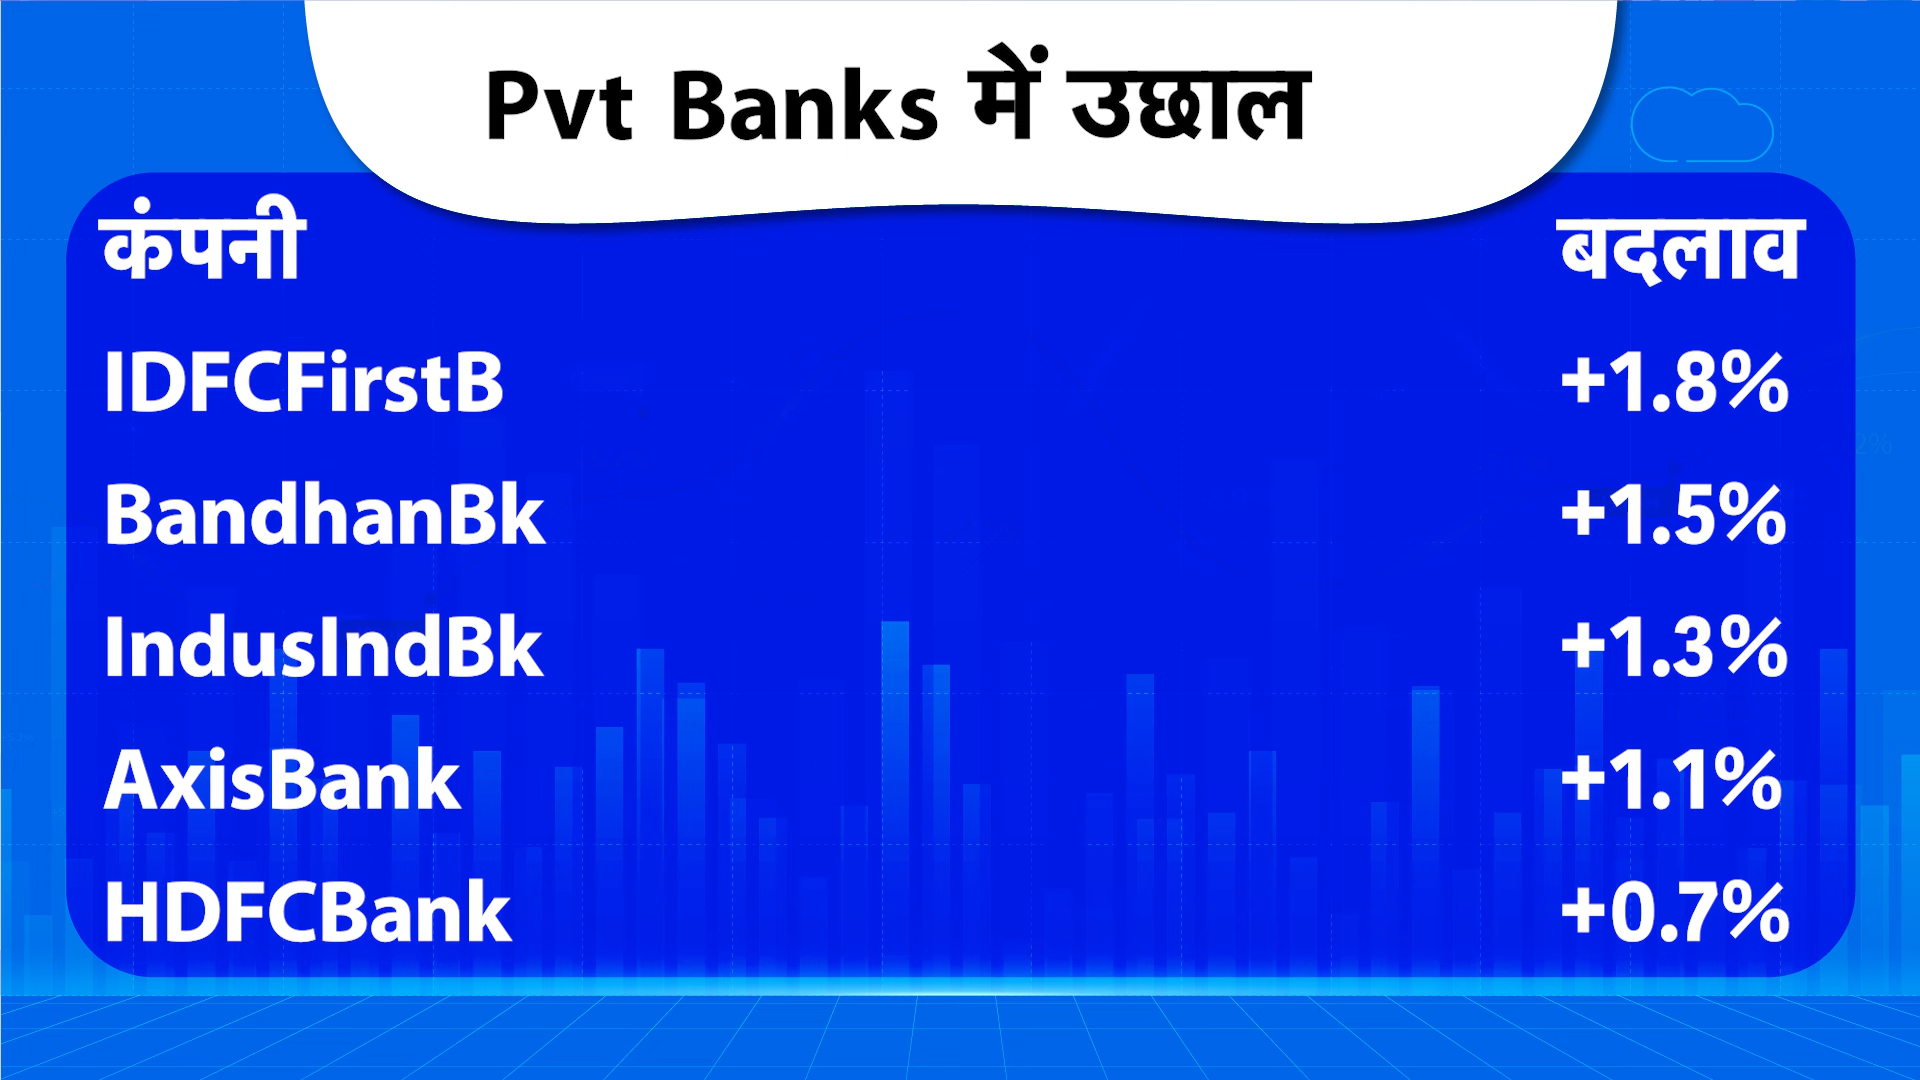 Pvt Banks में उछाल
कंपनी बदलाव
IDFCFirstB +1.8%
BandhanBk +1.5%
IndusIndBk +1.3%
AxisBank +1.1%
HDFCBank +0.7%